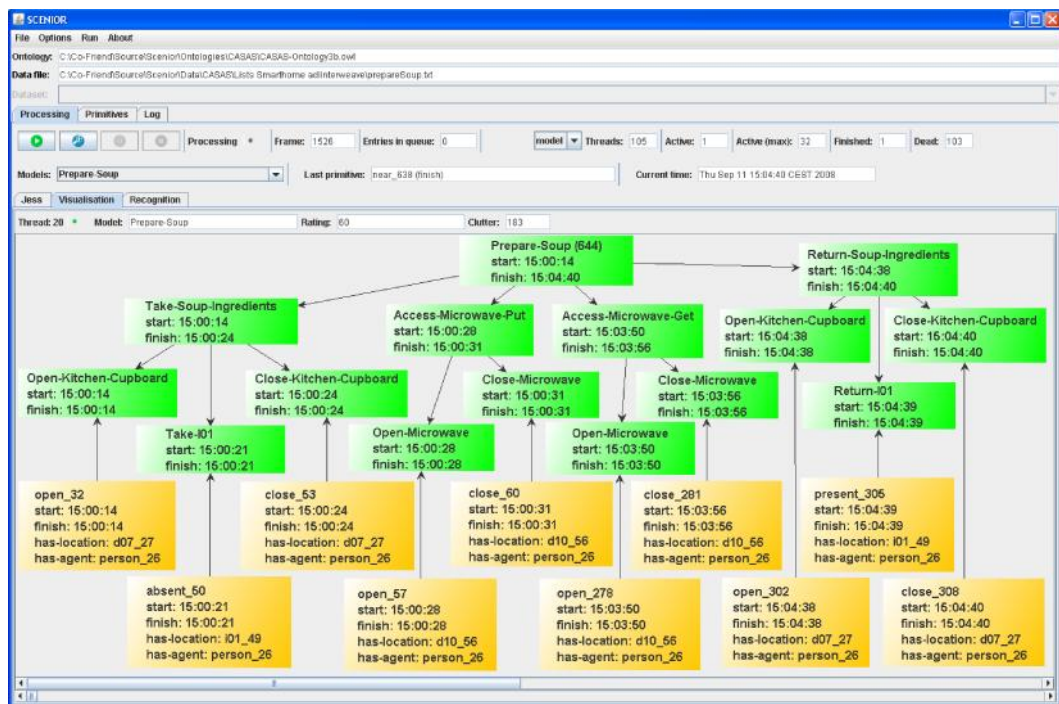 SCENIOR
File Options Run About
Ontology: C:\Co-Friend\Source\Scenior\Ontologies\CASAS\CASAS-Ontology3b.owl
Data file: C:\Co-Friend\Source\Scenior\Data\CASAS\Lists Smarthome adlinterweave\prepareSoup.txt
Dataset:
Processing Primitives Log
Processing * Frame: 1526 Entries in queue: 0 model Threads: 105 Active: 1 Active (max): 32 Finished: 1 Dead: 103
Models: Prepare-Soup Last primitive: near_638 (finish) Current time: Thu Sep 11 15:04:40 CEST 2008
Jess Visualisation Recognition
Thread: 20 * Model: Prepare-Soup Rating: 60 Clutter: 183
Prepare-Soup (644)
start: 15:00:14
finish: 15:04:40
Return-Soup-Ingredients
start: 15:04:38
finish: 15:04:40
Take-Soup-Ingredients
start: 15:00:14
finish: 15:00:24
Access-Microwave-Put
start: 15:00:28
finish: 15:00:31
Access-Microwave-Get
start: 15:03:50
finish: 15:03:56
Open-Kitchen-Cupboard
start: 15:04:38
finish: 15:04:38
Close-Kitchen-Cupboard
start: 15:04:40
finish: 15:04:40
Open-Kitchen-Cupboard
start: 15:00:14
finish: 15:00:14
Close-Kitchen-Cupboard
start: 15:00:24
finish: 15:00:24
Close-Microwave
start: 15:00:31
finish: 15:00:31
Close-Microwave
start: 15:03:56
finish: 15:03:56
Return-I01
start: 15:04:39
finish: 15:04:39
Take-I01
start: 15:00:21
finish: 15:00:21
Open-Microwave
start: 15:00:28
finish: 15:00:28
Open-Microwave
start: 15:03:50
finish: 15:03:50
open_32
start: 15:00:14
finish: 15:00:14
has-location: d07_27
has-agent: person_26
close_53
start: 15:00:24
finish: 15:00:24
has-location: d07_27
has-agent: person_26
close_60
start: 15:00:31
finish: 15:00:31
has-location: d10_56
has-agent: person_26
close_281
start: 15:03:56
finish: 15:03:56
has-location: d10_56
has-agent: person_26
present_305
start: 15:04:39
finish: 15:04:39
has-location: i01_49
has-agent: person_26
absent_50
start: 15:00:21
finish: 15:00:21
has-location: i01_49
has-agent: person_26
open_57
start: 15:00:28
finish: 15:00:28
has-location: d10_56
has-agent: person_26
open_278
start: 15:03:50
finish: 15:03:50
has-location: d10_56
has-agent: person_26
open_302
start: 15:04:38
finish: 15:04:38
has-location: d07_27
has-agent: person_26
close_308
start: 15:04:40
finish: 15:04:40
has-location: d07_27
has-agent: person_26